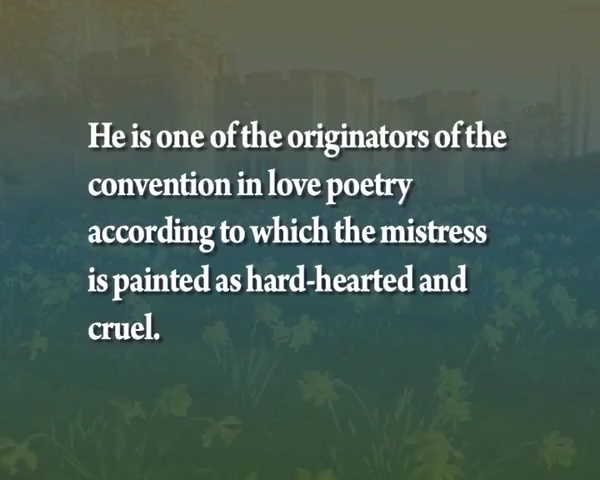 He is one of the originators of the
convention in love poetry
according to which the mistress
is painted as hard-hearted and
cruel.